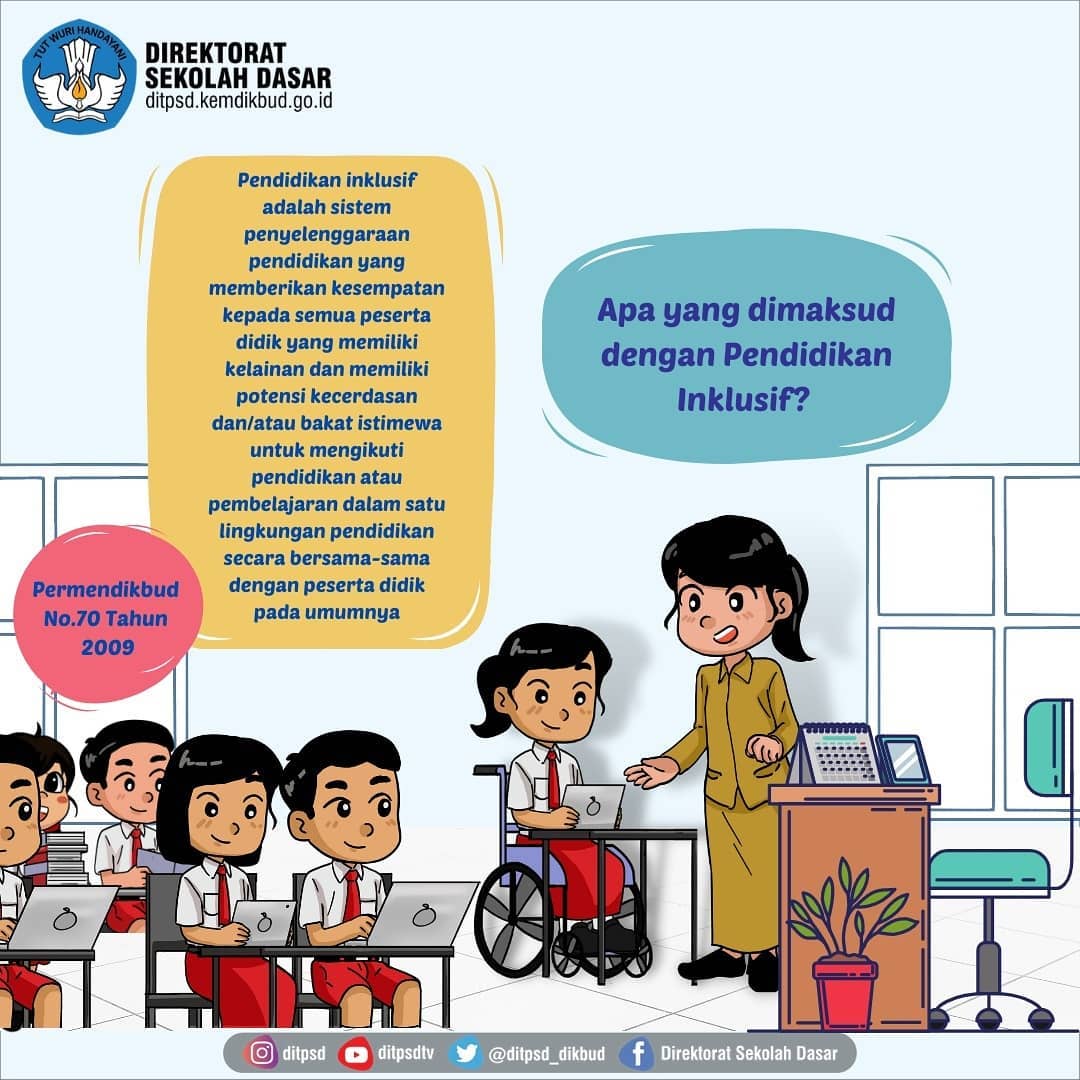 TUT WURI HANDAYANI
DIREKTORAT
SEKOLAH DASAR
ditpsd.kemdikbud.go.id
Pendidikan inklusif
adalah sistem
penyelenggaraan
pendidikan yang
memberikan kesempatan
kepada semua peserta
didik yang memiliki
kelainan dan memiliki
potensi kecerdasan
dan/atau bakat istimewa
untuk mengikuti
pendidikan atau
pembelajaran dalam satu
lingkungan pendidikan
secara bersama-sama
dengan peserta didik
pada umumnya
Apa yang dimaksud
dengan Pendidikan
Inklusif?
Permendikbud
No.70 Tahun
2009
ditpsd
ditpsdtv
@ditpsd_dikbud
Direktorat Sekolah Dasar